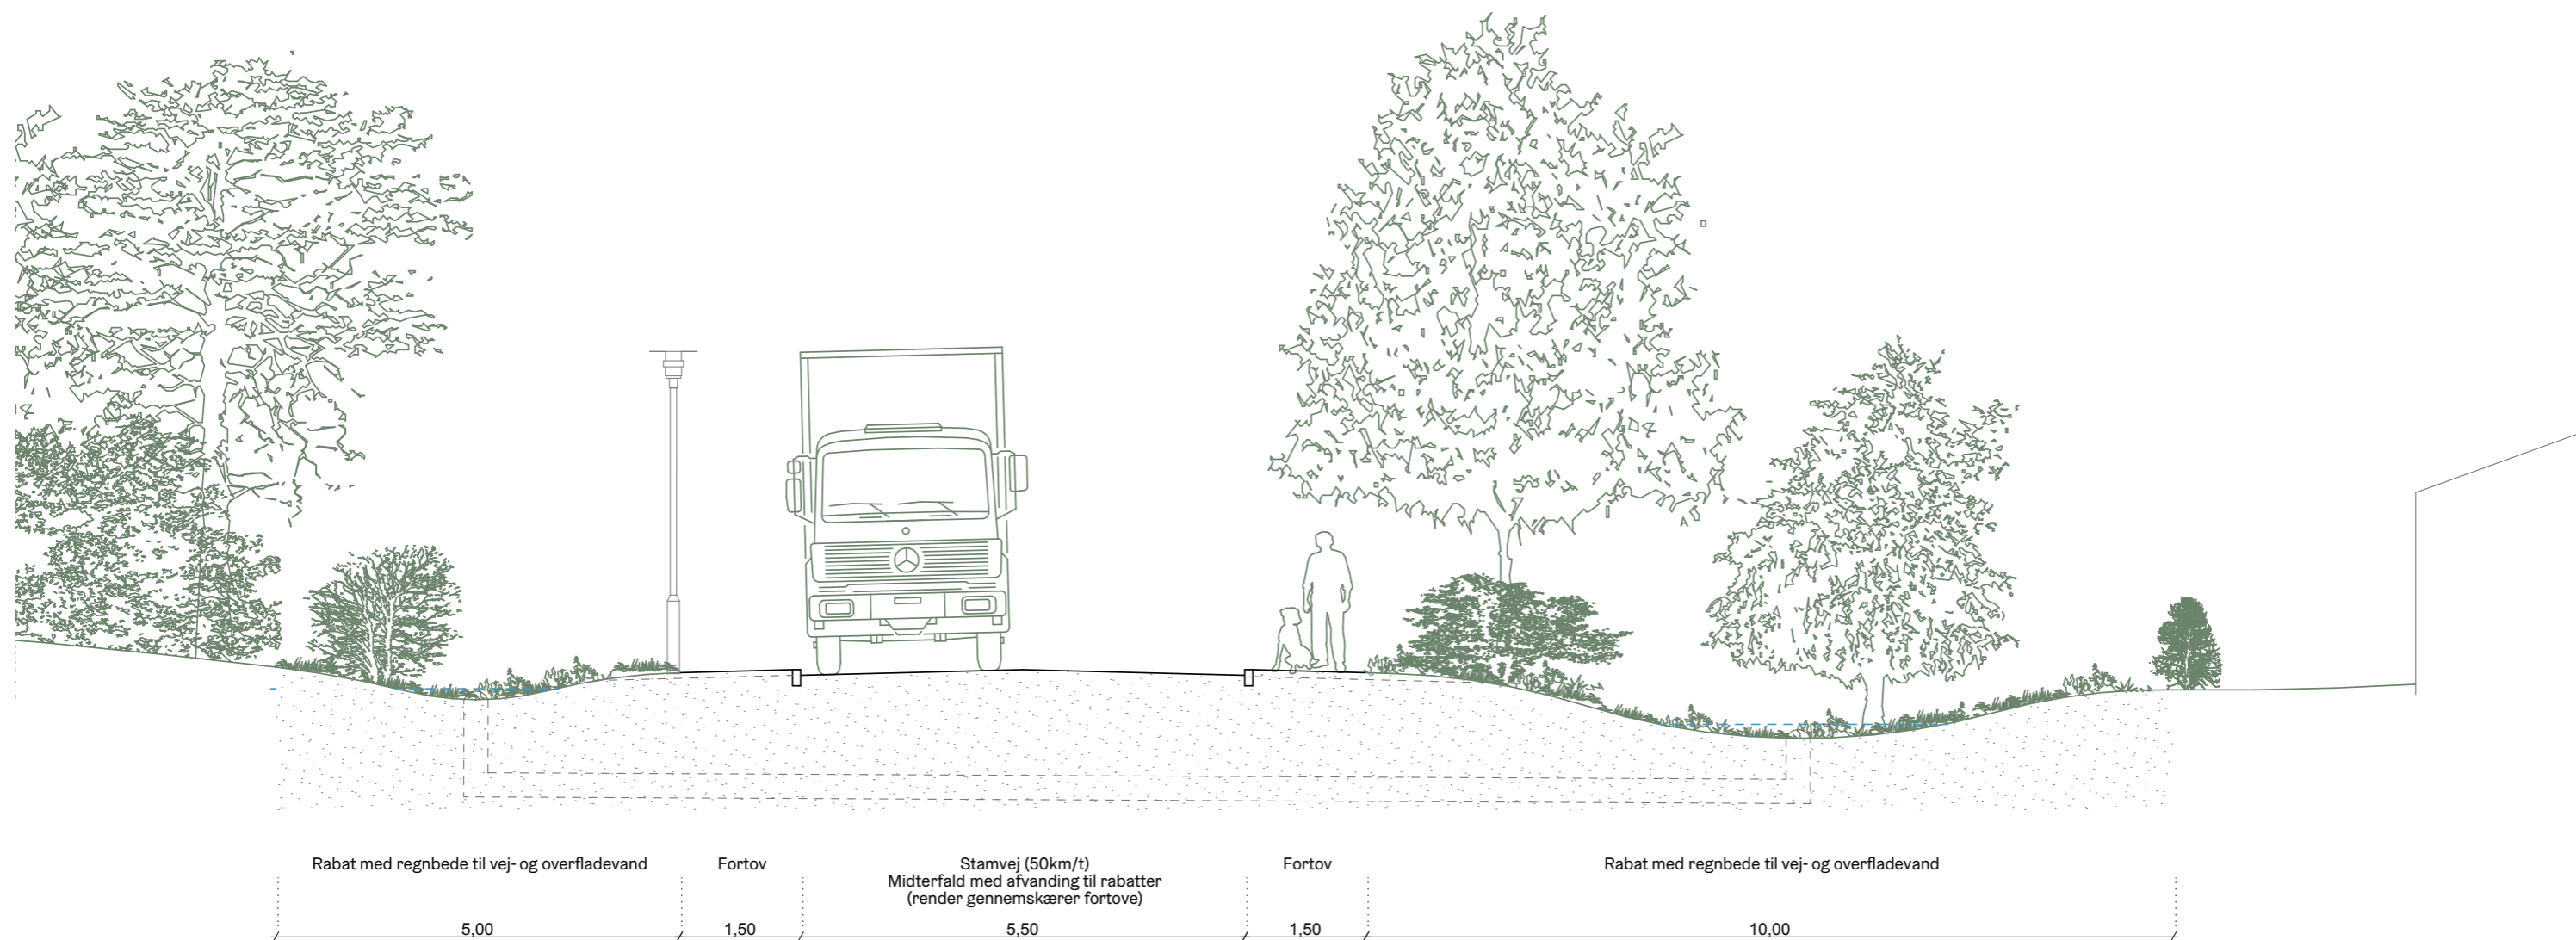 Rabat med regnbede til vej- og overfladevand
5,00
Fortov
1,50
Stamvej (50km/t)
Midterfald med afvanding til rabatter
(render gennemskærer fortove)
5,50
Fortov
1,50
Rabat med regnbede til vej- og overfladevand
10,00